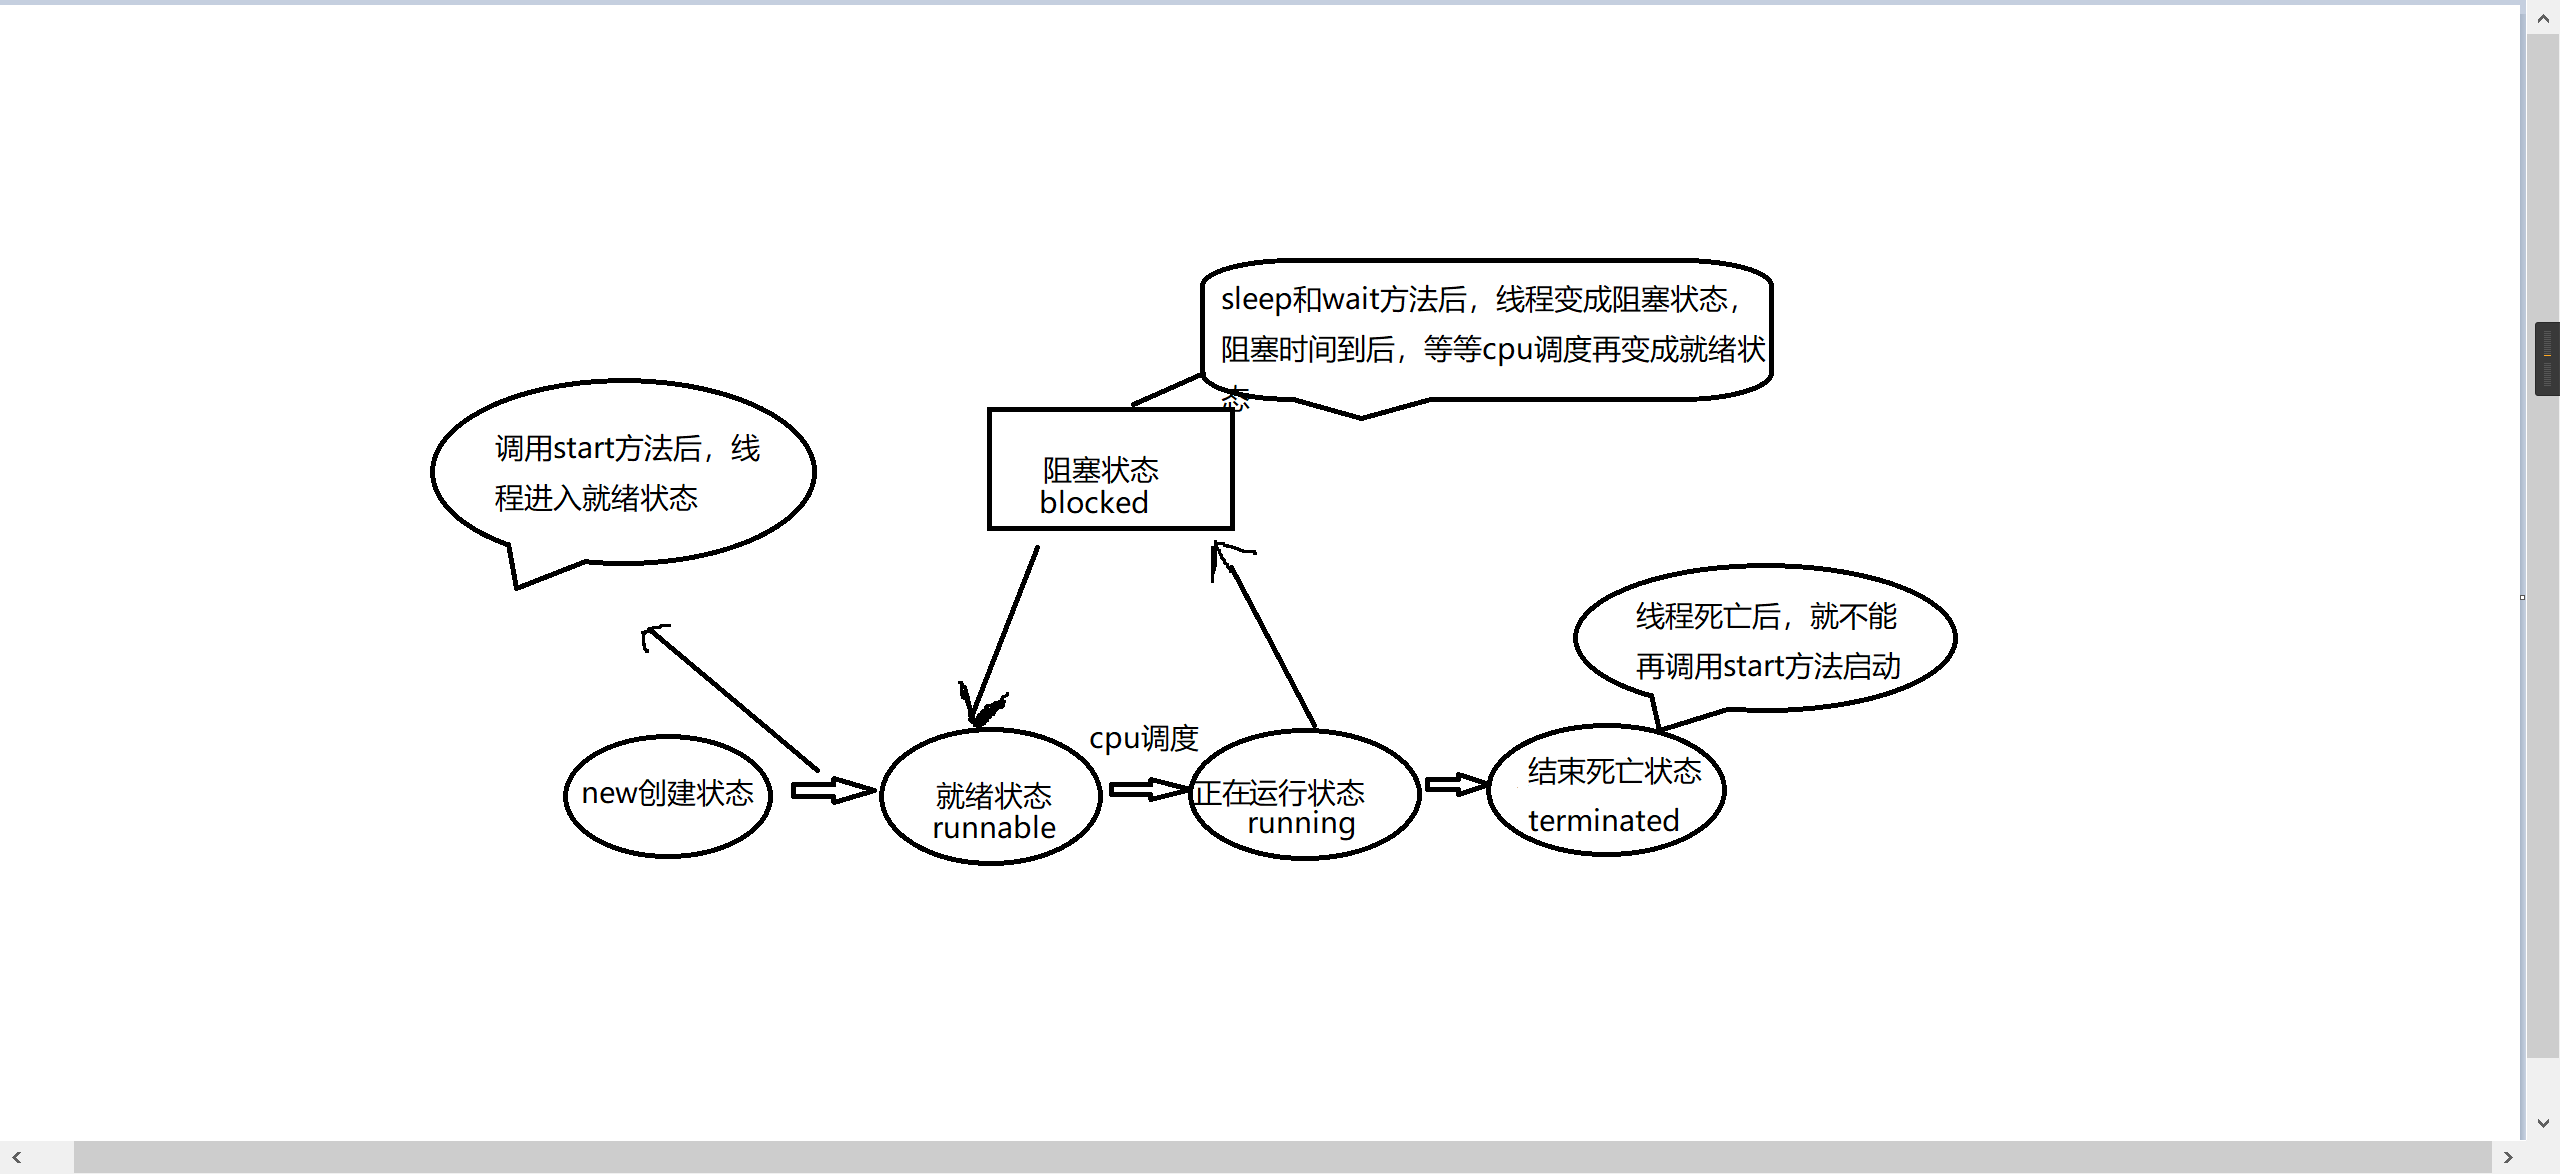 sleep和wait方法后，线程变成阻塞状态，
阻塞时间到后，等等cpu调度再变成就绪状
态
调用start方法后，线
程进入就绪状态
阻塞状态
blocked
线程死亡后，就不能
再调用start方法启动
cpu调度
new创建状态
就绪状态
runnable
正在运行状态
running
结束死亡状态
terminated